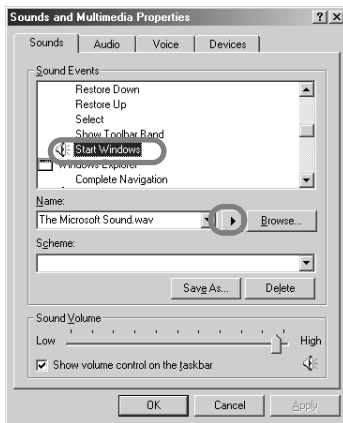 Sounds and Multimedia Properties
Sounds
Audio
Voice
Devices
Sound Events
Restore Down
Restore Up
Select
Show Toolbar Band
Start Windows
Windows Explorer
Complete Navigation
Name:
The Microsoft Sound.wav
Browse...
Scheme:
Save As...
Delete
Sound Volume
Low
High
Show volume control on the taskbar
OK
Cancel
Apply